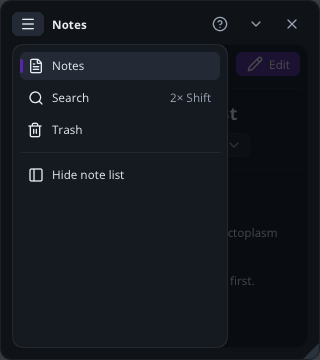 Notes
Notes
Edit
Search 2× Shift
Trash
Hide note list
ctoplasm
first.